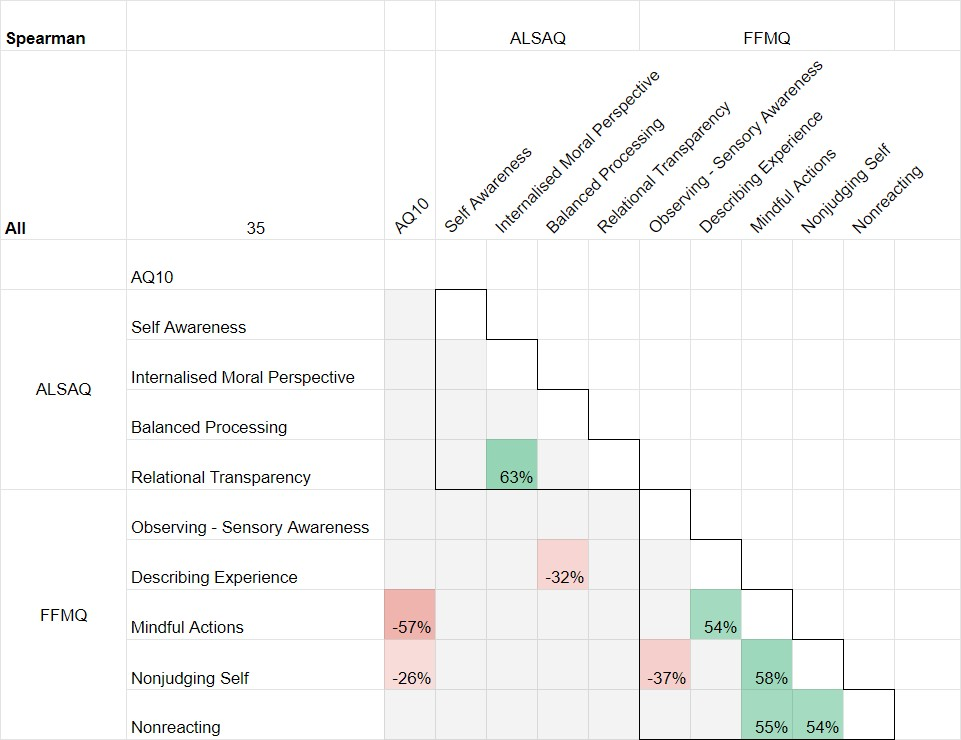 Spearman ALSAQ FFMQ
All 35 AQ10 Self Awareness Internalised Moral Perspective Balanced Processing Relational Transparency Observing - Sensory Awareness Describing Experience Mindful Actions Nonjudging Self Nonreacting
AQ10
ALSAQ
Self Awareness
Internalised Moral Perspective
Balanced Processing
Relational Transparency 63%
FFMQ
Observing - Sensory Awareness
Describing Experience -32%
Mindful Actions -57% 54%
Nonjudging Self -26% -37% 58%
Nonreacting 55% 54%